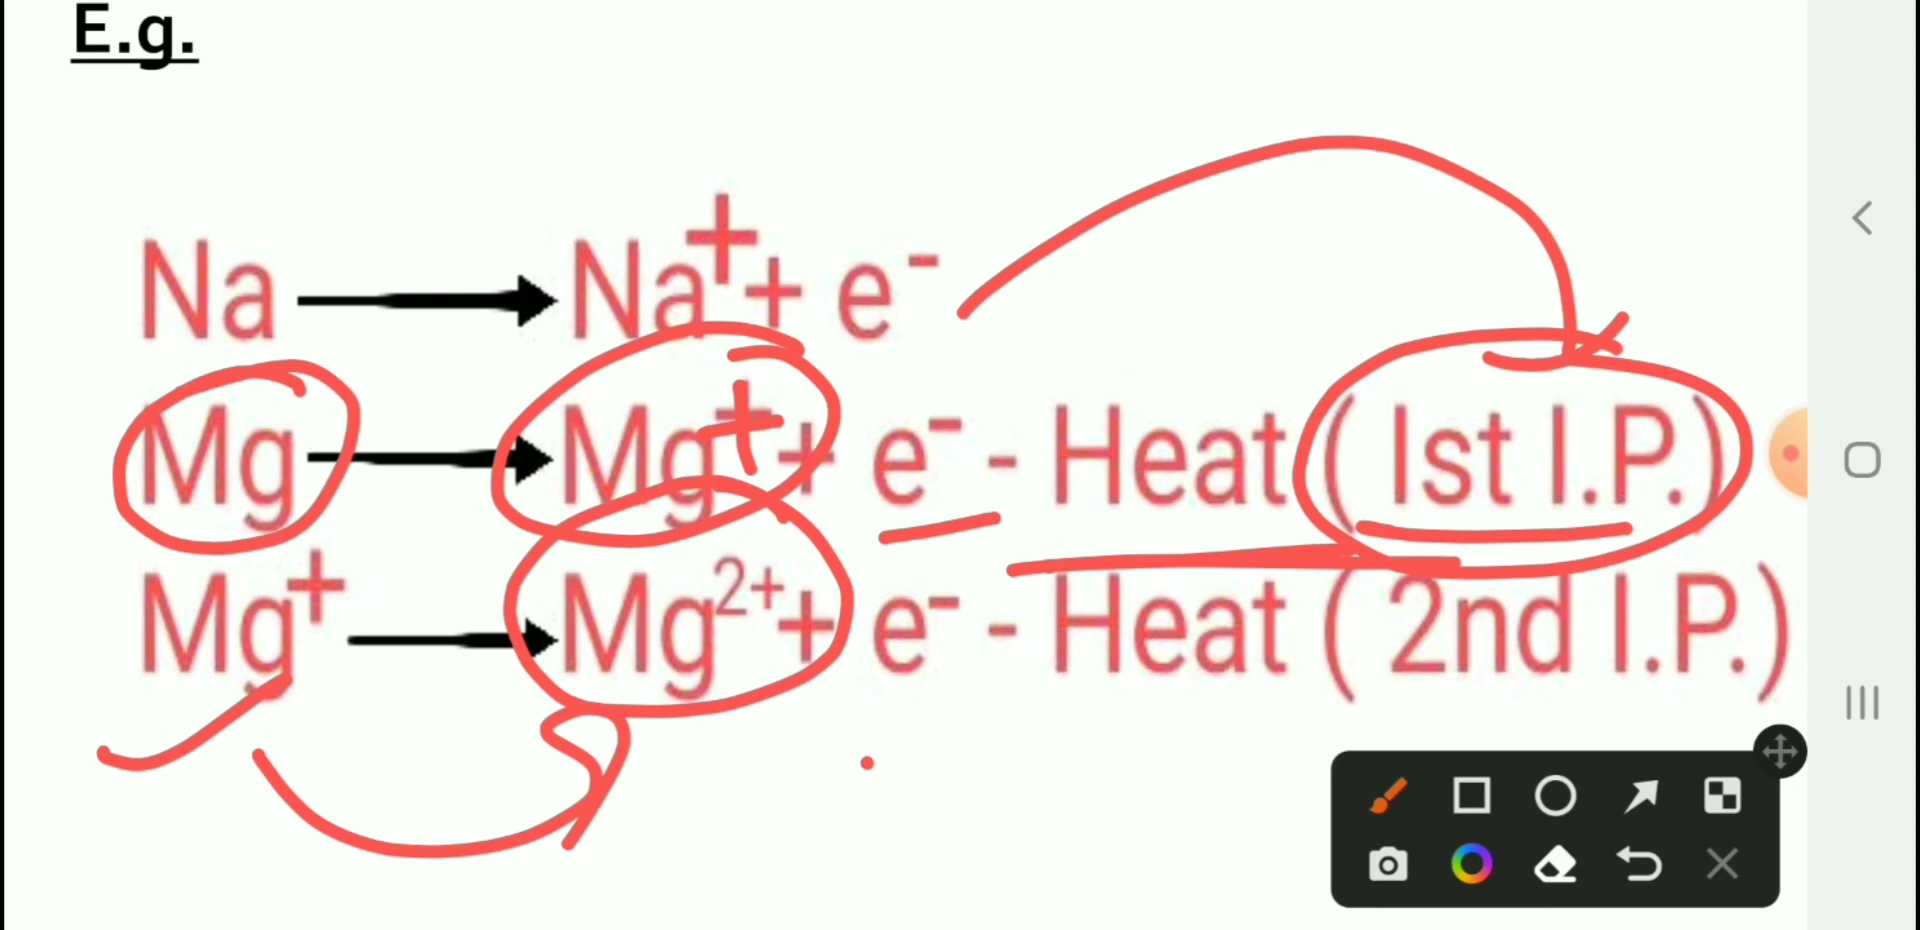 E.g.
Na → Na⁺ + e⁻
Mg → Mg⁺ + e⁻ - Heat ( Ist I.P.)
Mg⁺ → Mg²⁺ + e⁻ - Heat ( 2nd I.P.)